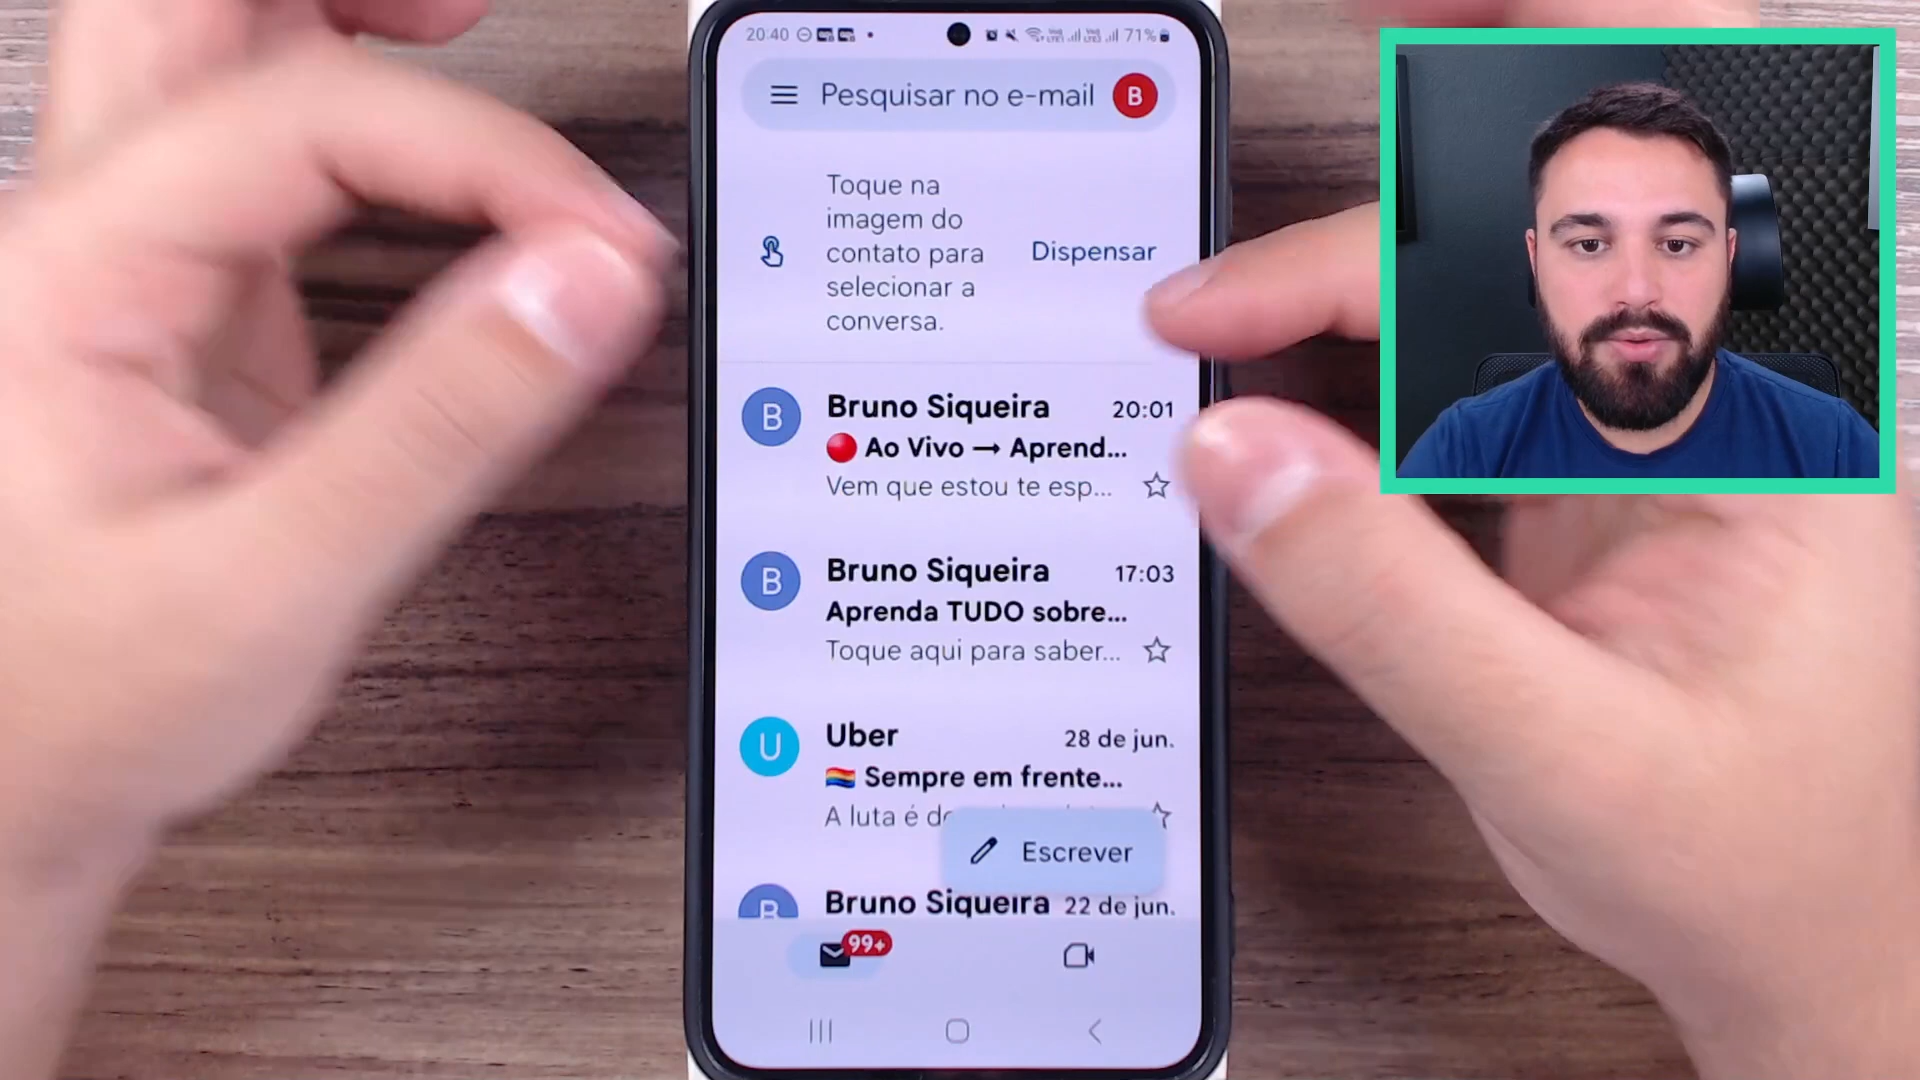 20:40
71%
Pesquisar no e-mail
B
Toque na
imagem do
contato para
selecionar a
conversa.
Dispensar
B
Bruno Siqueira
20:01
Ao Vivo → Aprend...
Vem que estou te esp...
B
Bruno Siqueira
17:03
Aprenda TUDO sobre...
Toque aqui para saber...
U
Uber
28 de jun.
Sempre em frente...
A luta é
Escrever
B
Bruno Siqueira
22 de jun.
99+